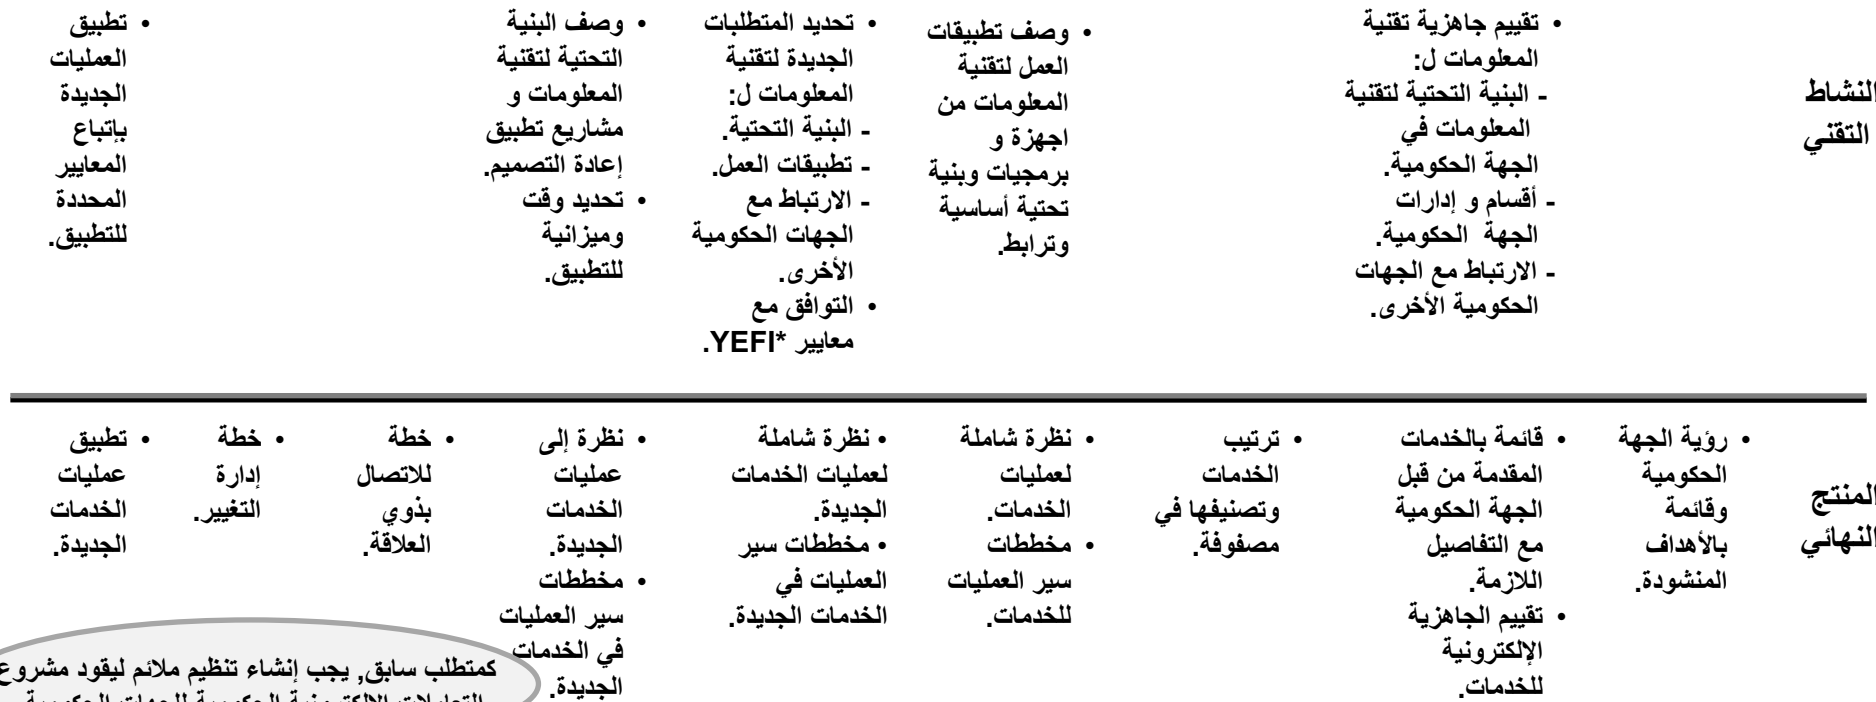 النشاط
التقني
• تقييم جاهزية تقنية
المعلومات ل:
- البنية التحتية لتقنية
المعلومات في
الجهة الحكومية.
- أقسام و إدارات
الجهة الحكومية.
- الارتباط مع الجهات
الحكومية الأخرى.
• وصف تطبيقات
العمل لتقنية
المعلومات من
اجهزة و
برمجيات وبنية
تحتية أساسية
وترابط.
• تحديد المتطلبات
الجديدة لتقنية
المعلومات ل:
- البنية التحتية.
- تطبيقات العمل.
- الارتباط مع
الجهات الحكومية
الأخرى.
• التوافق مع
معايير YEFI*.
• وصف البنية
التحتية لتقنية
المعلومات و
مشاريع تطبيق
إعادة التصميم.
• تحديد وقت
وميزانية
للتطبيق.
• تطبيق
العمليات
الجديدة
بإتباع
المعايير
المحددة
للتطبيق.
المنتج
النهائي
• رؤية الجهة
الحكومية
وقائمة
بالأهداف
المنشودة.
• قائمة بالخدمات
المقدمة من قبل
الجهة الحكومية
مع التفاصيل
اللازمة.
• تقييم الجاهزية
الإلكترونية
للخدمات.
• ترتيب
الخدمات
وتصنيفها في
مصفوفة.
• نظرة شاملة
لعمليات
الخدمات.
• مخططات
سير العمليات
للخدمات.
• نظرة شاملة
لعمليات الخدمات
الجديدة.
• مخططات سير
العمليات في
الخدمات الجديدة.
• نظرة إلى
عمليات
الخدمات
الجديدة.
• مخططات
سير العمليات
في الخدمات
الجديدة.
• خطة
للاتصال
بذوي
العلاقة.
• خطة
إدارة
التغيير.
• تطبيق
عمليات
الخدمات
الجديدة.
كمتطلب سابق, يجب إنشاء تنظيم ملائم ليقود مشروع
التعاملات الإلكترونية الحكومية للجهات الحكومية